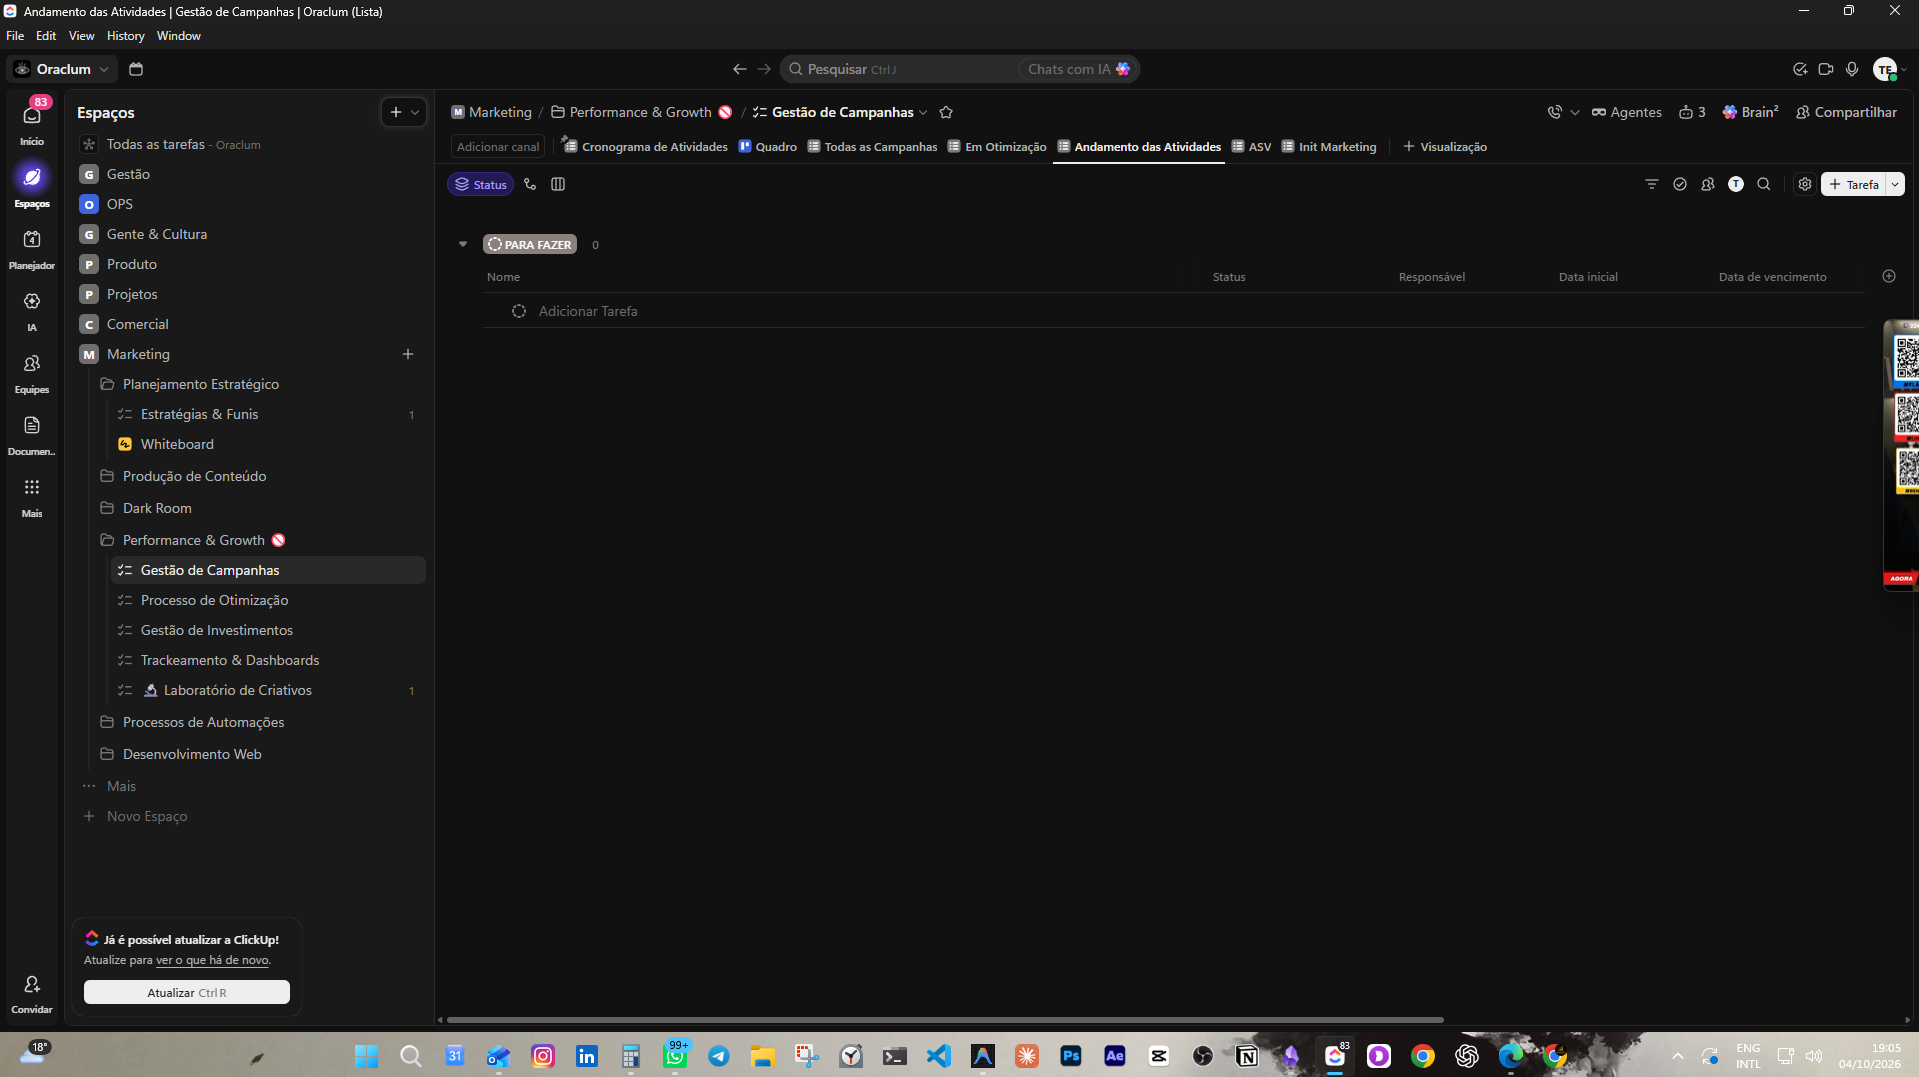 Andamento das Atividades | Gestão de Campanhas | Oraclum (Lista)
File Edit View History Window
Oraclum
Pesquisar Ctrl J
Chats com IA
TE
83
Início
Espaços
4
Planejador
IA
Equipes
Documen..
Mais
Convidar
Espaços
Todas as tarefas - Oraclum
G Gestão
O OPS
G Gente & Cultura
P Produto
P Projetos
C Comercial
M Marketing
Planejamento Estratégico
Estratégias & Funis 1
Whiteboard
Produção de Conteúdo
Dark Room
Performance & Growth
Gestão de Campanhas
Processo de Otimização
Gestão de Investimentos
Trackeamento & Dashboards
Laboratório de Criativos 1
Processos de Automações
Desenvolvimento Web
Mais
Novo Espaço
Já é possível atualizar a ClickUp!
Atualize para ver o que há de novo.
Atualizar Ctrl R
M Marketing / Performance & Growth / Gestão de Campanhas
Agentes 3 Brain² Compartilhar
Adicionar canal Cronograma de Atividades Quadro Todas as Campanhas Em Otimização Andamento das Atividades ASV Init Marketing + Visualização
Status
T
+ Tarefa
PARA FAZER 0
Nome Status Responsável Data inicial Data de vencimento
Adicionar Tarefa
AGORA
18°
31
99+
Ps
Ae
83
ENG
INTL
19:05
04/10/2026